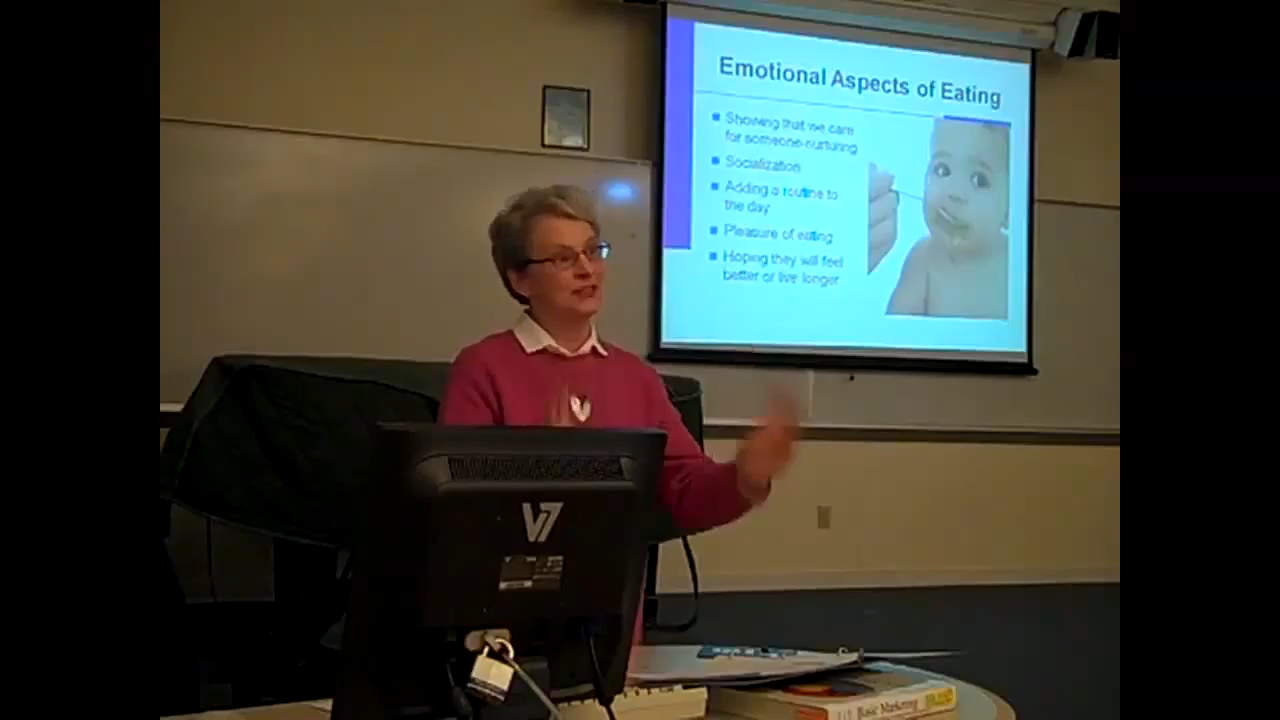 Emotional Aspects of Eating
Showing that we care
for someone-nurturing
Socialization
Adding a routine to
the day
Pleasure of eating
Hoping they will feel
better or live longer
V7
Basic Marketing